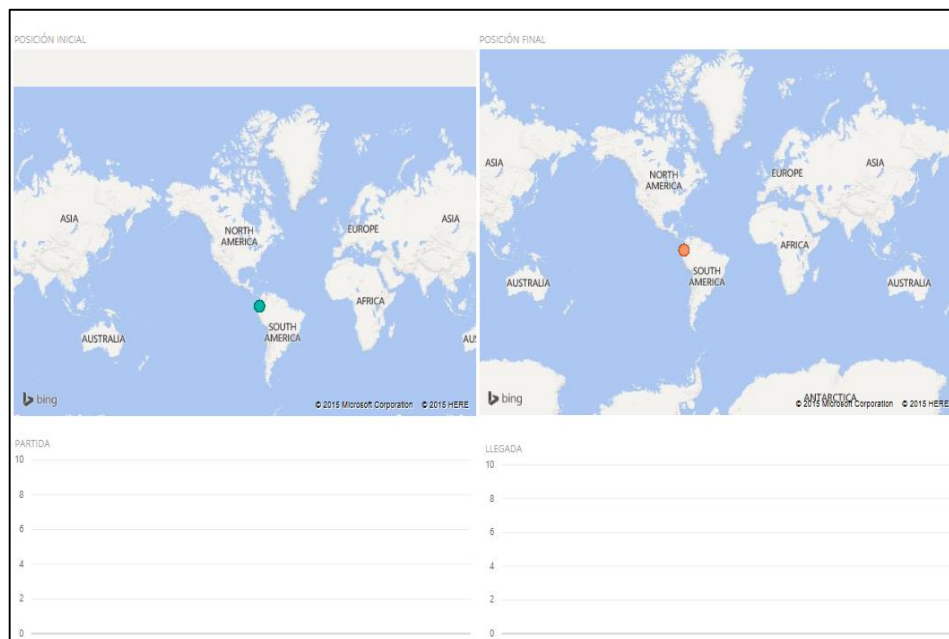 POSICIÓN INICIAL
ASIA
NORTH
AMERICA
EUROPE
ASIA
AFRICA
SOUTH
AMERICA
AUSTRALIA
AUS
bing
© 2015 Microsoft Corporation © 2015 HERE
POSICIÓN FINAL
ASIA
NORTH
AMERICA
EUROPE
ASIA
AFRICA
SOUTH
AMERICA
AUSTRALIA
AUSTRALIA
ANTARCTICA
bing
© 2015 Microsoft Corporation © 2015 HERE
PARTIDA
10
8
6
4
2
0
LLEGADA
10
8
6
4
2
0